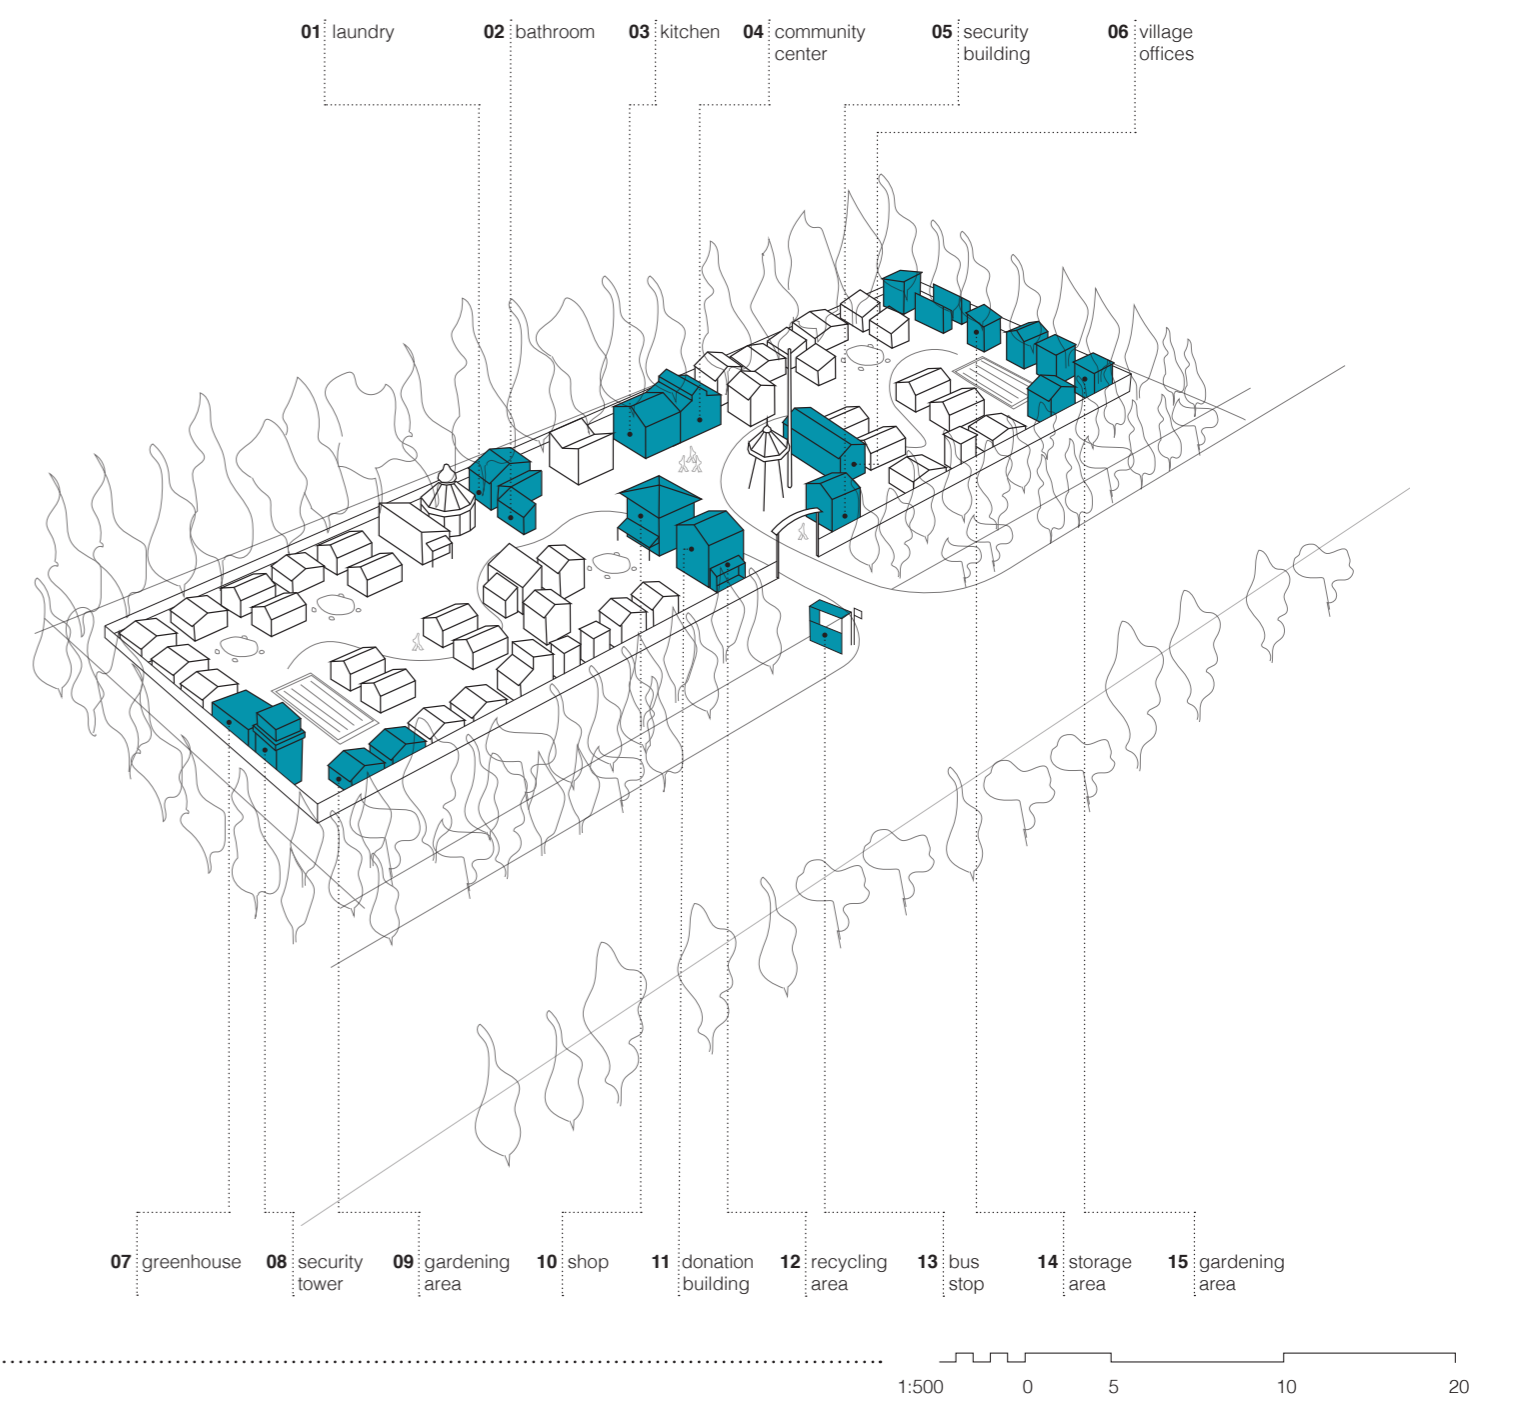 01 laundry
02 bathroom
03 kitchen
04 community
center
05 security
building
06 village
offices
07 greenhouse
08 security
tower
09 gardening
area
10 shop
11 donation
building
12 recycling
area
13 bus
stop
14 storage
area
15 gardening
area
1:500 0 5 10 20